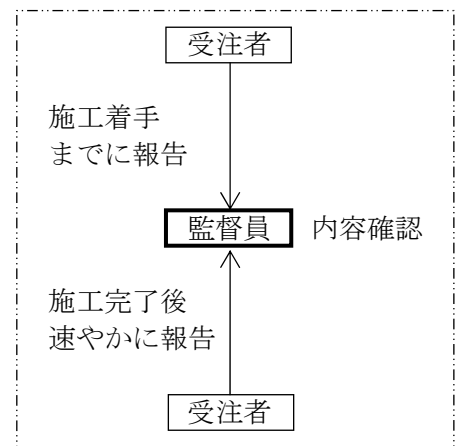 受注者
施工着手
までに報告
監督員 内容確認
施工完了後
速やかに報告
受注者